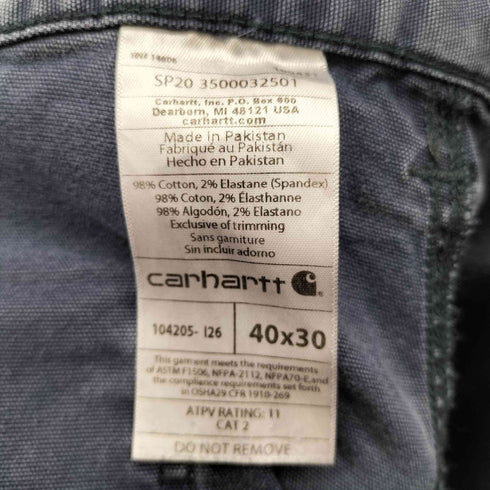 RN# 14806
SP20 3500032501
Carhartt, Inc. P.O. Box 600
Dearborn, MI 48121 USA
carhartt.com
Made in Pakistan
Fabriqué au Pakistán
Hecho en Pakistan
98% Cotton, 2% Elastane (Spandex)
98% Coton, 2% Élasthanne
98% Algodón, 2% Elastano
Exclusive of trimming
Sans garniture
Sin incluir adorno
carhartt
104205- I26
40x30
This garment meets the requirements
of ASTM F1506, NFPA-2112, NFPA70-E,and
the compliance requirements set forth
in OSHA29 CFR 1910-269
ATPV RATING: 11
CAT 2
DO NOT REMOVE